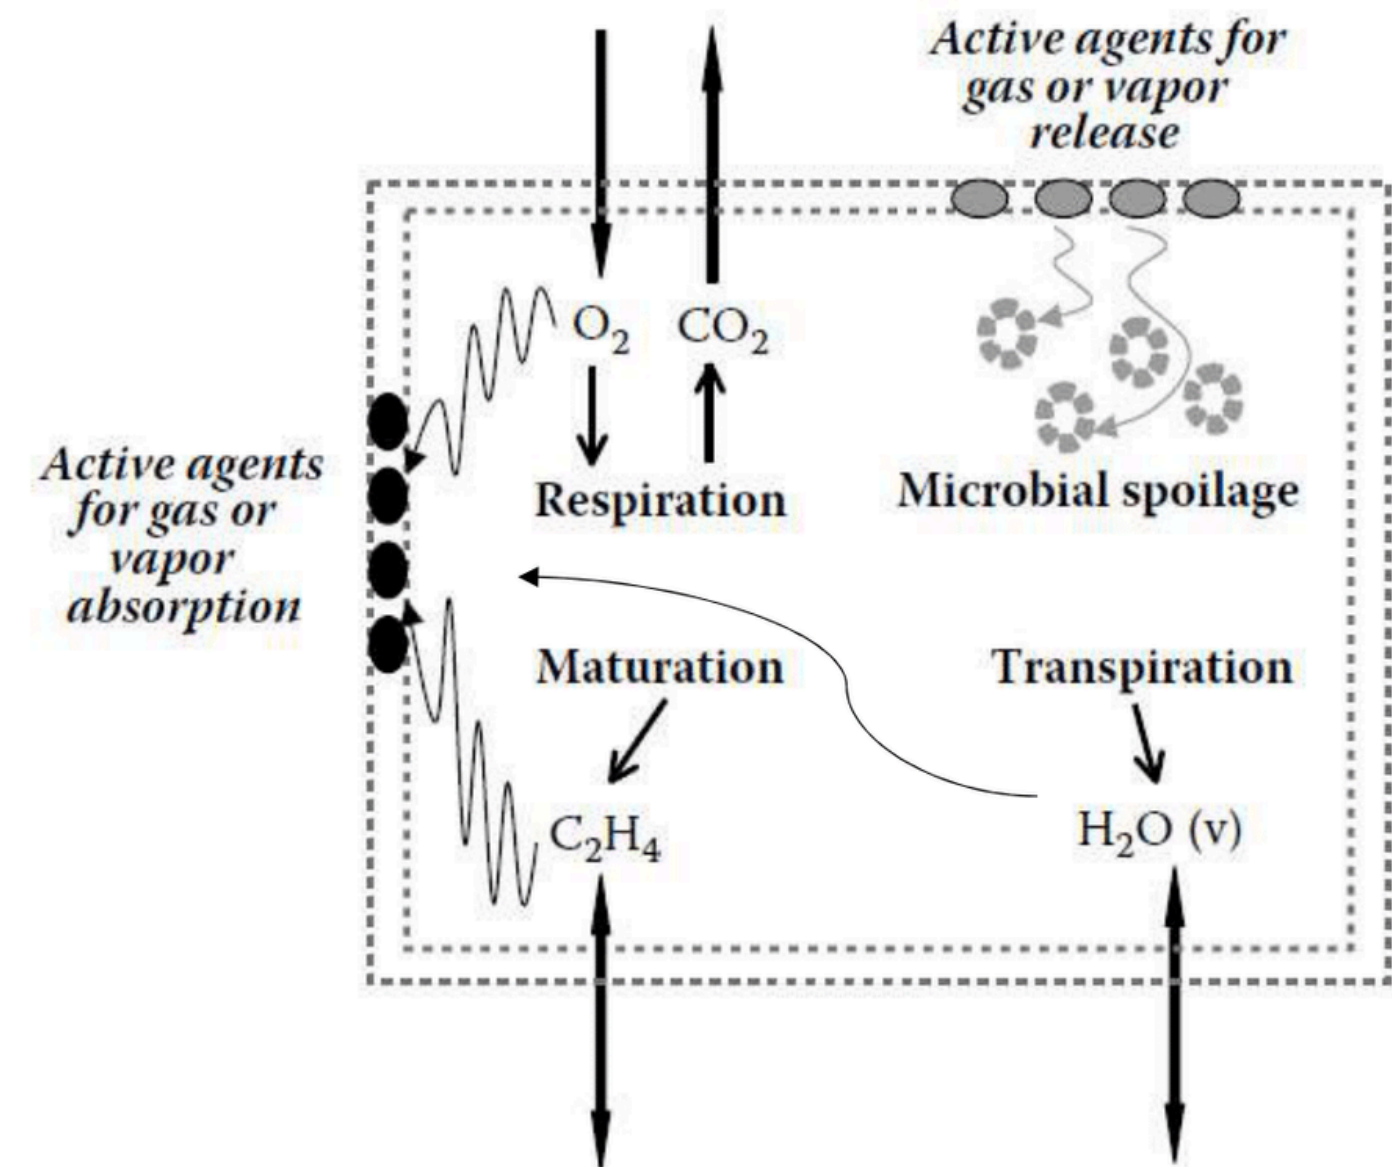 Active agents for
gas or vapor
release
O₂
CO₂
Active agents
for gas or
vapor
absorption
Respiration
Microbial spoilage
Maturation
Transpiration
C₂H₄
H₂O (v)